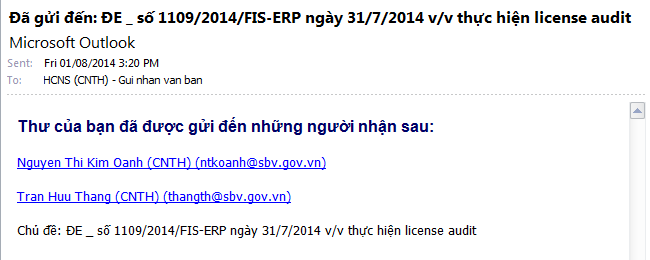 Đã gửi đến: ĐE _ số 1109/2014/FIS-ERP ngày 31/7/2014 v/v thực hiện license audit
Microsoft Outlook
Sent: Fri 01/08/2014 3:20 PM
To: HCNS (CNTH) - Gui nhan van ban
Thư của bạn đã được gửi đến những người nhận sau:
Nguyen Thi Kim Oanh (CNTH) (ntkoanh@sbv.gov.vn)
Tran Huu Thang (CNTH) (thangth@sbv.gov.vn)
Chủ đề: ĐE _ số 1109/2014/FIS-ERP ngày 31/7/2014 v/v thực hiện license audit